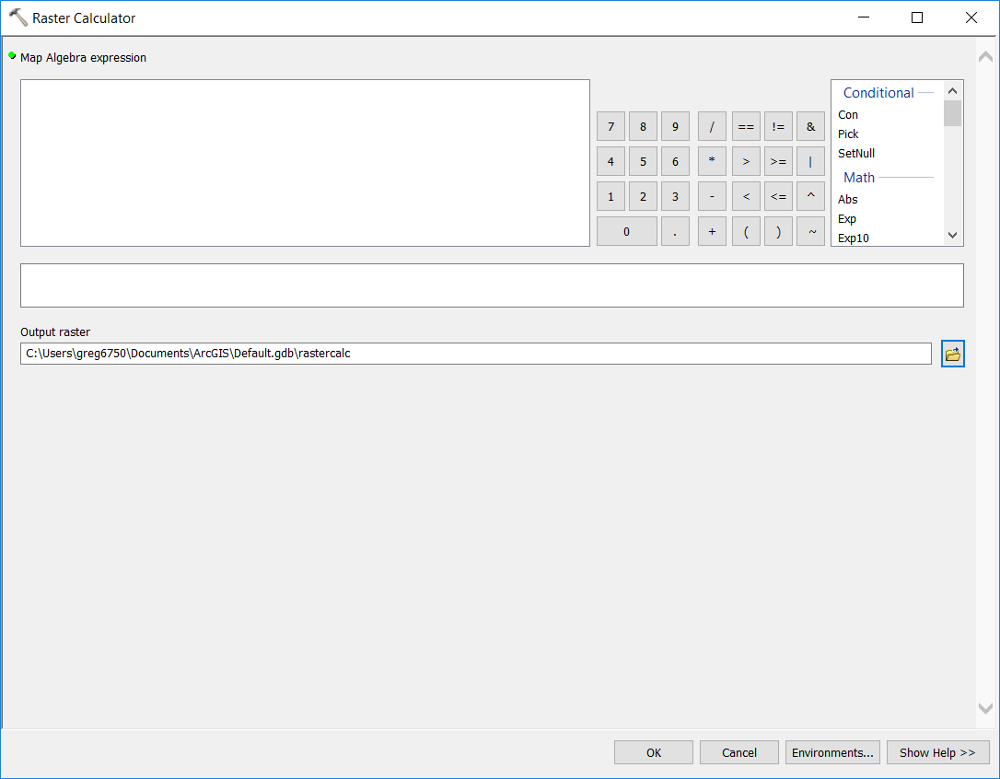 Raster Calculator
Map Algebra expression
Conditional
Con
Pick
SetNull
Math
Abs
Exp
Exp10
7 8 9 / == != &
4 5 6 * > >= |
1 2 3 - < <= ^
0 . + ( ) ~
Output raster
C:\Users\greg6750\Documents\ArcGIS\Default.gdb\rastercalc
OK Cancel Environments... Show Help >>